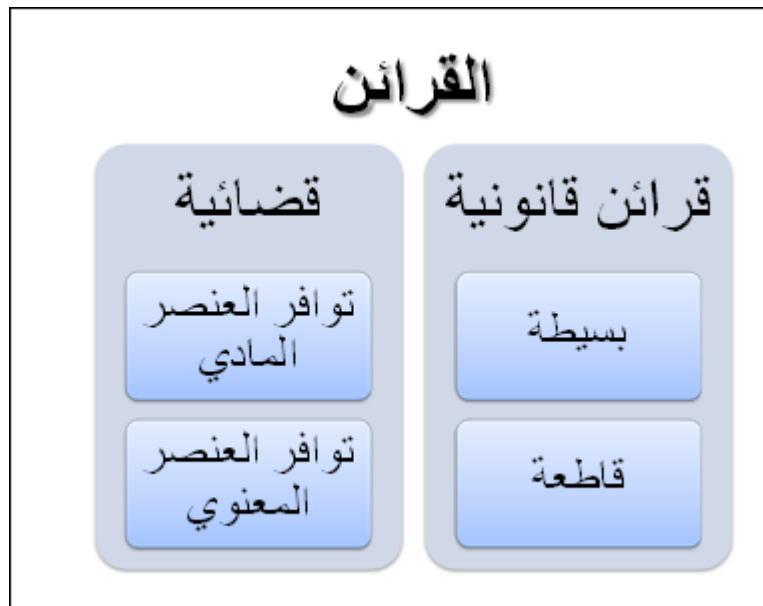 القرائن
قرائن قانونية
بسيطة
قاطعة
قضائية
توافر العنصر
المادي
توافر العنصر
المعنوي